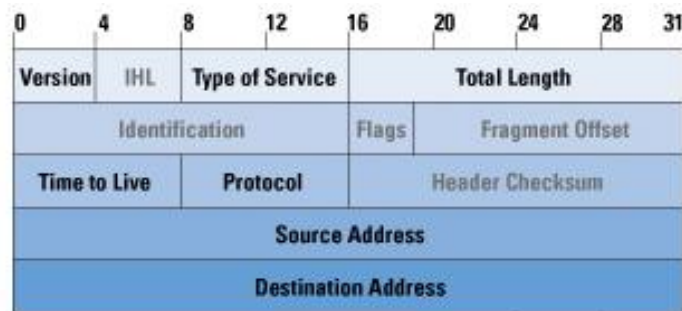 0 4 8 12 16 20 24 28 31
Version IHL Type of Service Total Length
Identification Flags Fragment Offset
Time to Live Protocol Header Checksum
Source Address
Destination Address